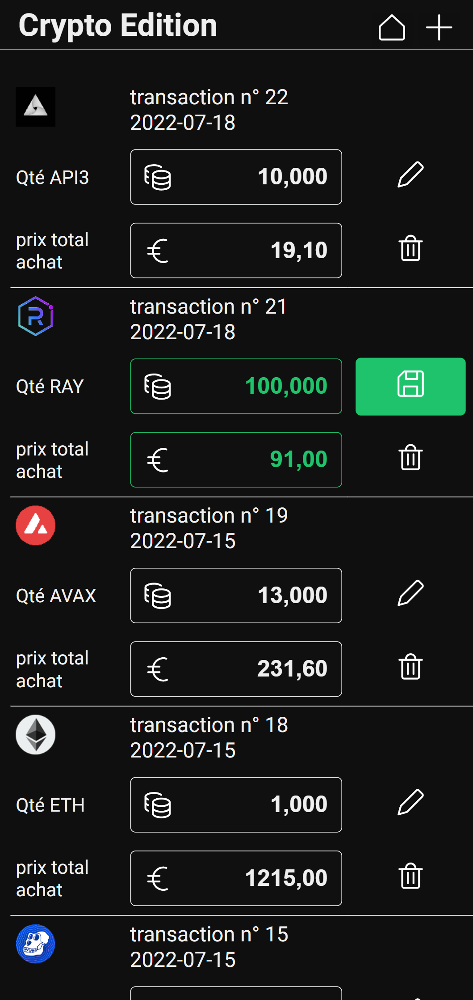 Crypto Edition
transaction n° 22
2022-07-18
Qté API3
10,000
prix total
achat
19,10
transaction n° 21
2022-07-18
Qté RAY
100,000
prix total
achat
91,00
transaction n° 19
2022-07-15
Qté AVAX
13,000
prix total
achat
231,60
transaction n° 18
2022-07-15
Qté ETH
1,000
prix total
achat
1215,00
transaction n° 15
2022-07-15